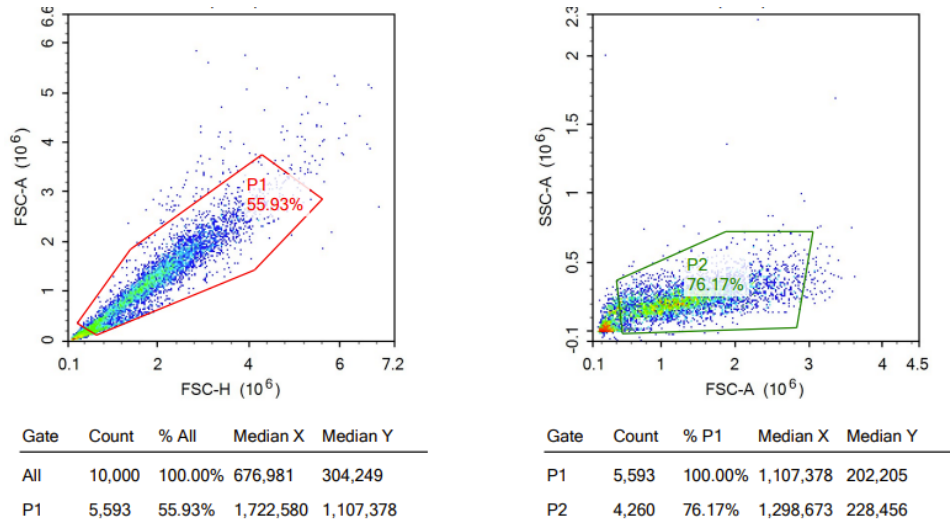 6.6
6
5
4
3
2
1
0
FSC-A (10 6)
P1
55.93%
0.1
2
4
6
7.2
FSC-H (10 6)
Gate Count % All Median X Median Y
All 10,000 100.00% 676,981 304,249
P1 5,593 55.93% 1,722,580 1,107,378
2.3
2
1.5
1
0.5
-0.1
SSC-A (10 6)
P2
76.17%
0.1
1
2
3
4
4.5
FSC-A (10 6)
Gate Count % P1 Median X Median Y
P1 5,593 100.00% 1,107,378 202,205
P2 4,260 76.17% 1,298,673 228,456